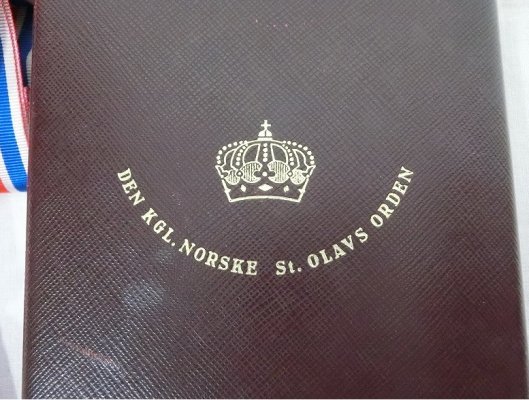 DEN KGL. NORSKE St. OLAVS ORDEN